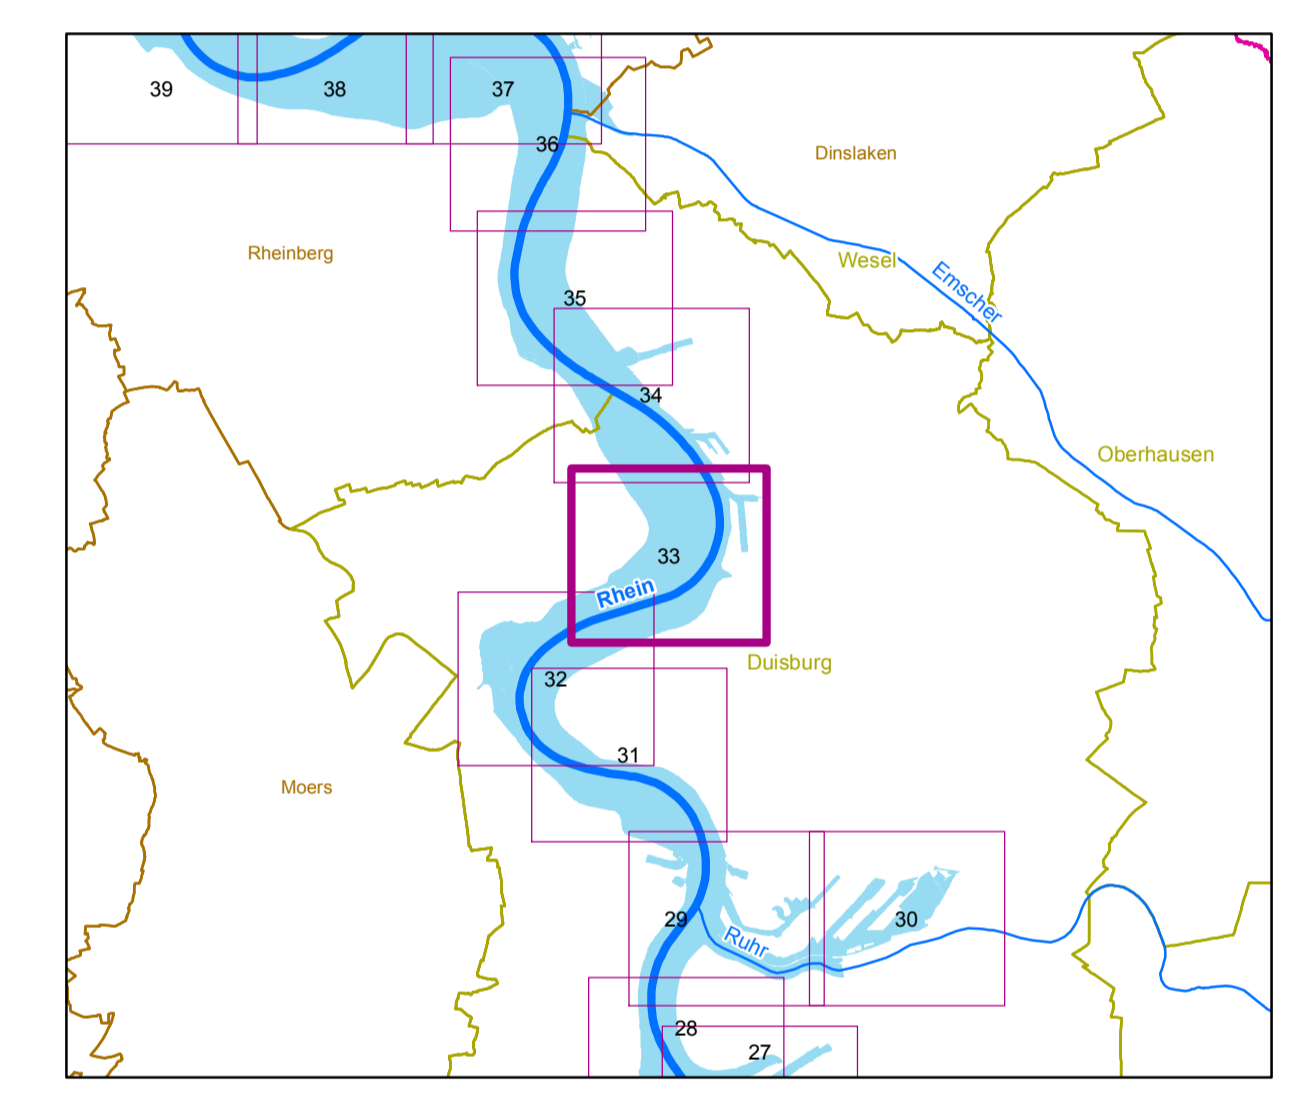 39
38
37
36
Dinslaken
Rheinberg
Wesel
Emscher
35
34
Oberhausen
33
Rhein
Duisburg
32
31
Moers
29
30
Ruhr
28
27